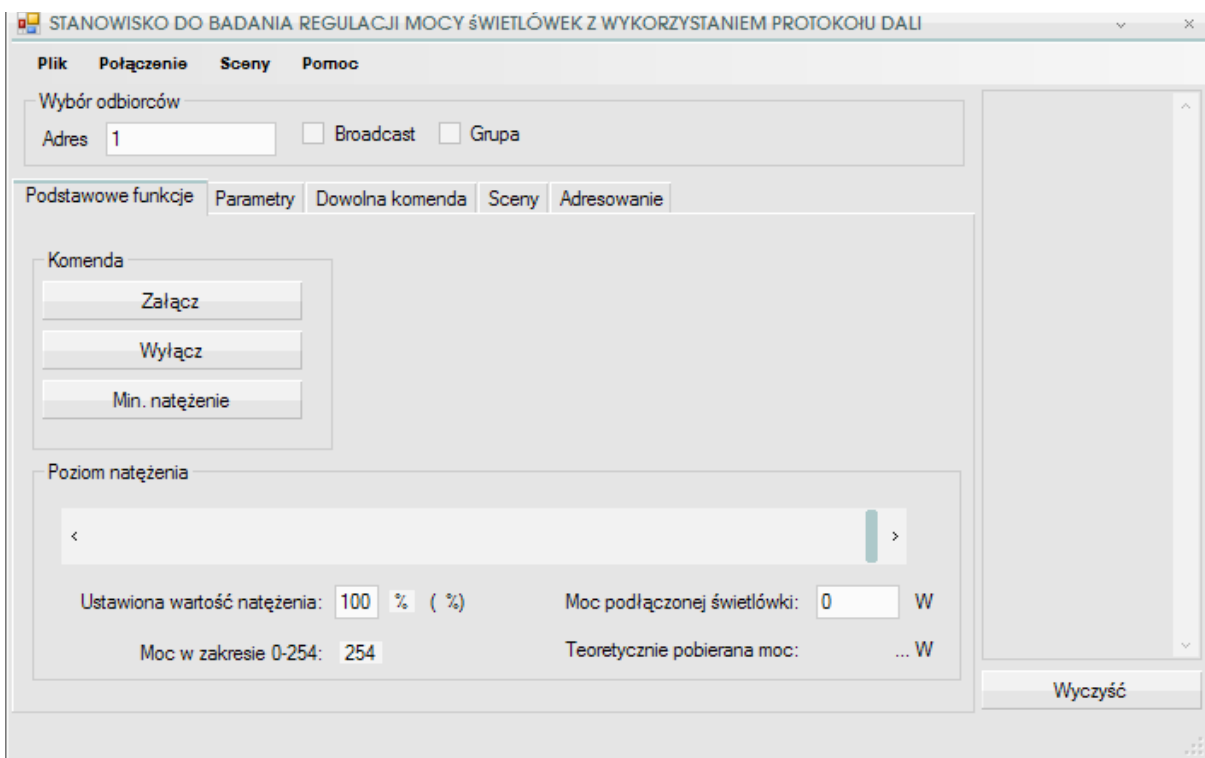 STANOWISKO DO BADANIA REGULACJI MOCY śWIETLÓWEK Z WYKORZYSTANIEM PROTOKOłU DALI
Plik Połączenie Sceny Pomoc
Wybór odbiorców
Adres 1 Broadcast Grupa
Podstawowe funkcje Parametry Dowolna komenda Sceny Adresowanie
Komenda
Załącz
Wyłącz
Min. natężenie
Poziom natężenia
Ustawiona wartość natężenia: 100 % ( %) Moc podłączonej świetlówki: 0 W
Moc w zakresie 0-254: 254 Teoretycznie pobierana moc: ... W
Wyczyść